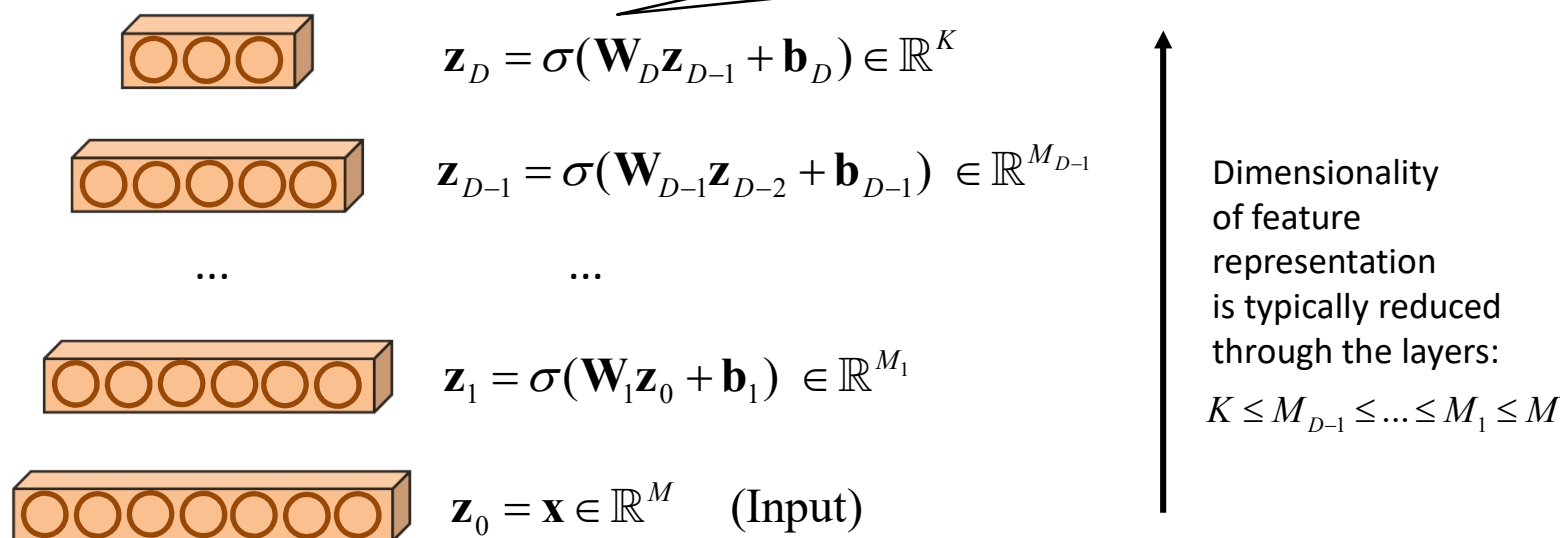 𝐳_D = σ(𝐖_D 𝐳_{D−1} + 𝐛_D) ∈ ℝ^K
𝐳_{D−1} = σ(𝐖_{D−1} 𝐳_{D−2} + 𝐛_{D−1}) ∈ ℝ^{M_{D−1}}
... ...
𝐳_1 = σ(𝐖_1 𝐳_0 + 𝐛_1) ∈ ℝ^{M_1}
𝐳_0 = 𝐱 ∈ ℝ^M (Input)
Dimensionality
of feature
representation
is typically reduced
through the layers:
K ≤ M_{D−1} ≤ ... ≤ M_1 ≤ M